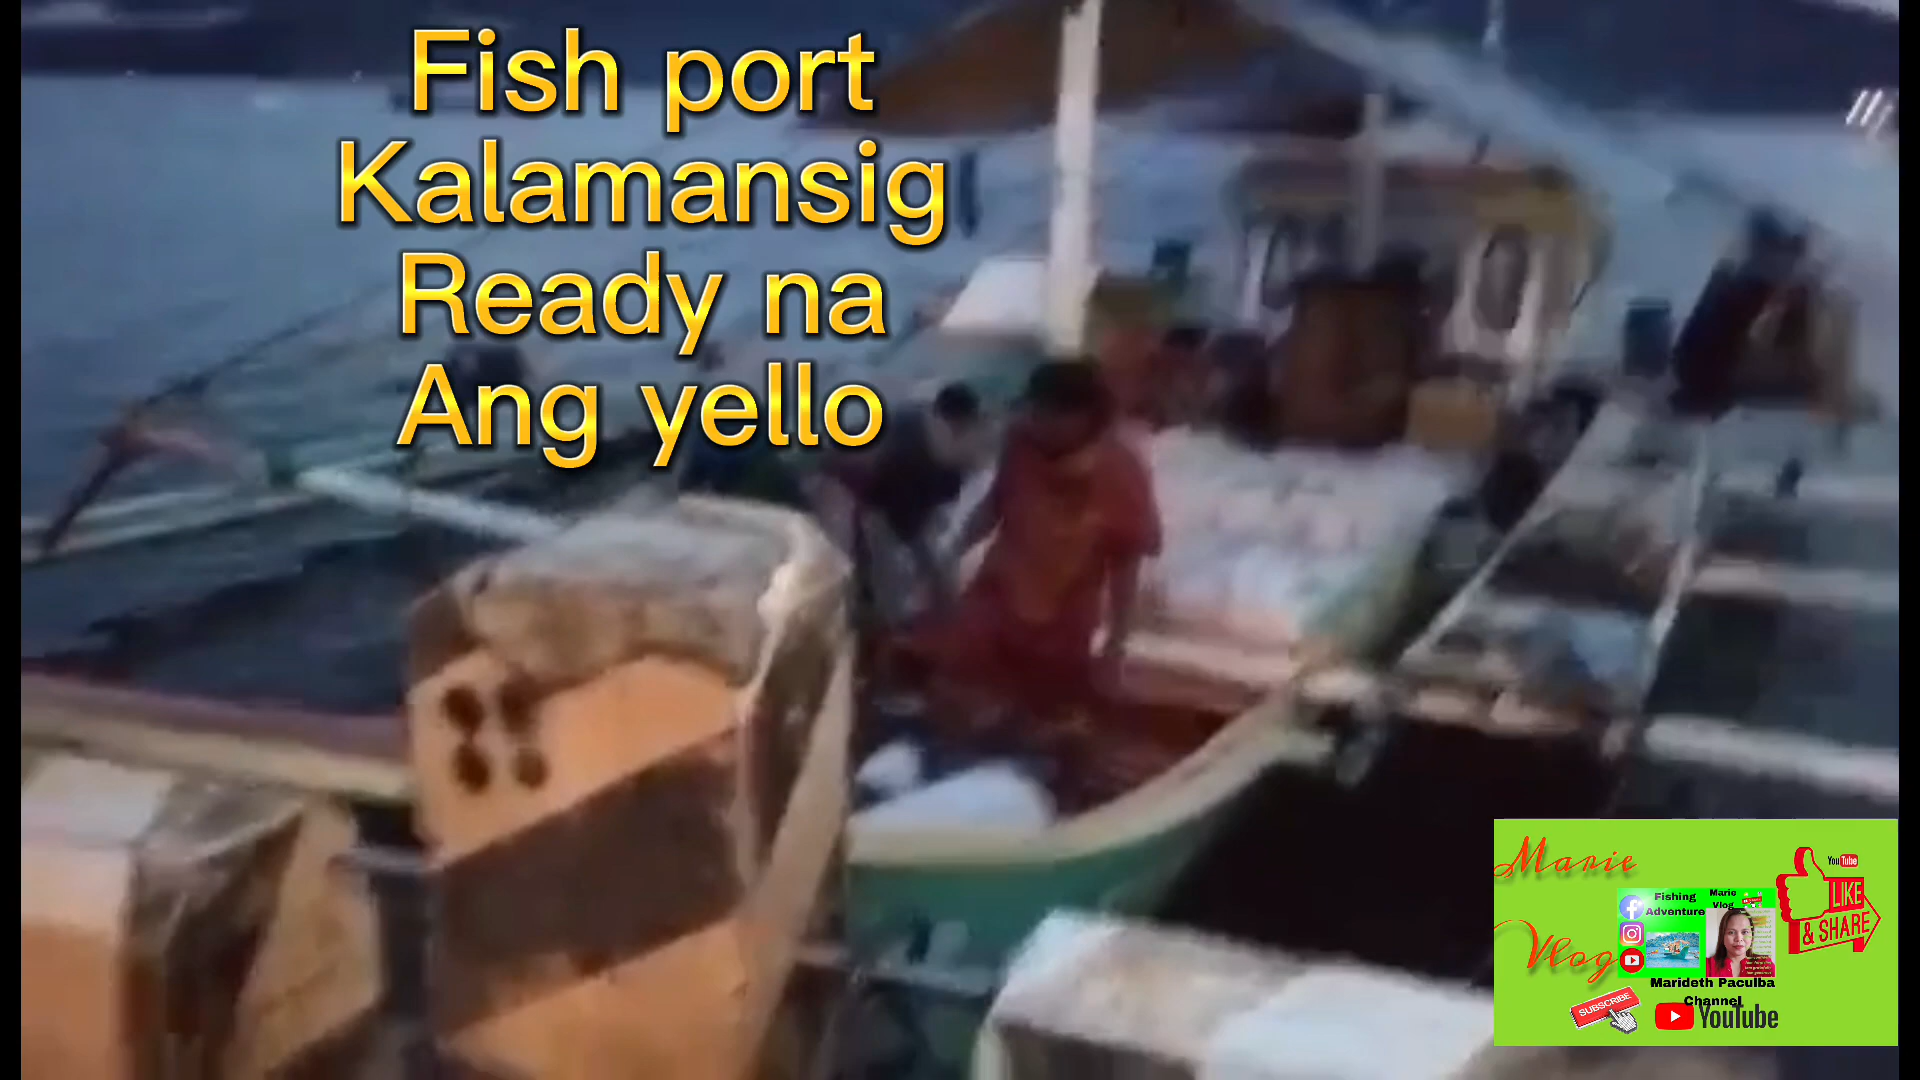 Fish port
Kalamansig
Ready na
Ang yello
Marie
Vlog
Fishing
Adventure
Marie
Vlog
Marideth Paculba
Channel
SUBSCRIBE
YouTube
YouTube
LIKE
& SHARE